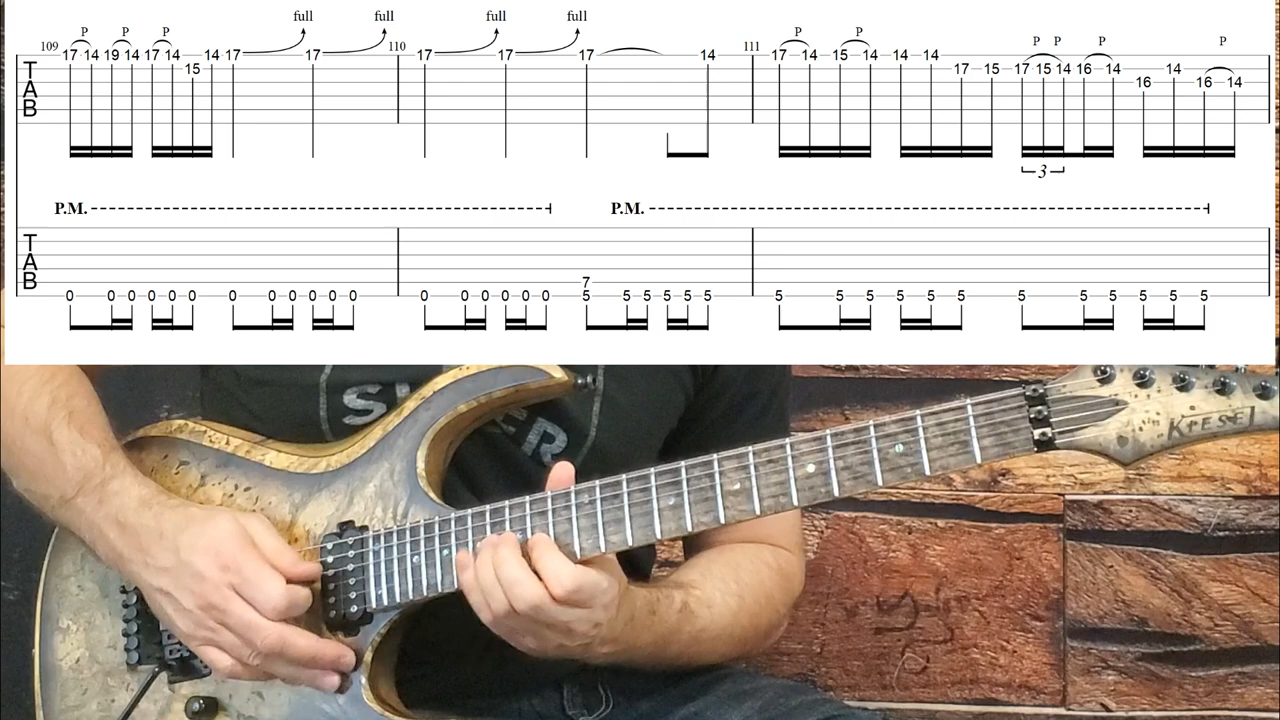 full full full full
P P P P P P P P P
109 17 14 19 14 17 14 15 14 17 17 110 17 17 17 14 111 17 14 15 14 14 14 17 15 17 15 14 16 14 16 14 16 14
TAB
3
P.M. P.M.
TAB
7
0 0 0 0 0 0 0 0 0 0 0 0 0 0 0 0 0 0 5 5 5 5 5 5 5 5 5 5 5 5 5 5 5 5 5 5
KIESEL